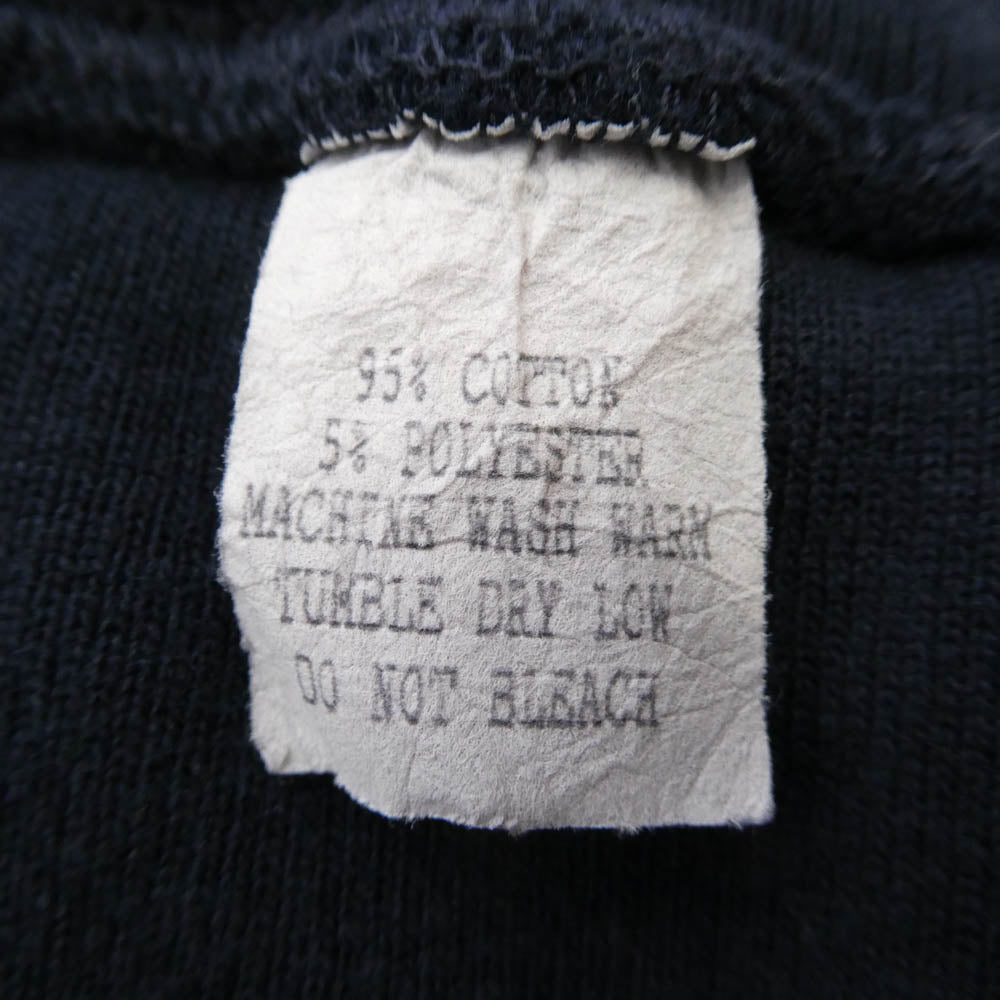 95% COTTON
5% POLYESTER
MACHINE WASH WARM
TUMBLE DRY LOW
DO NOT BLEACH